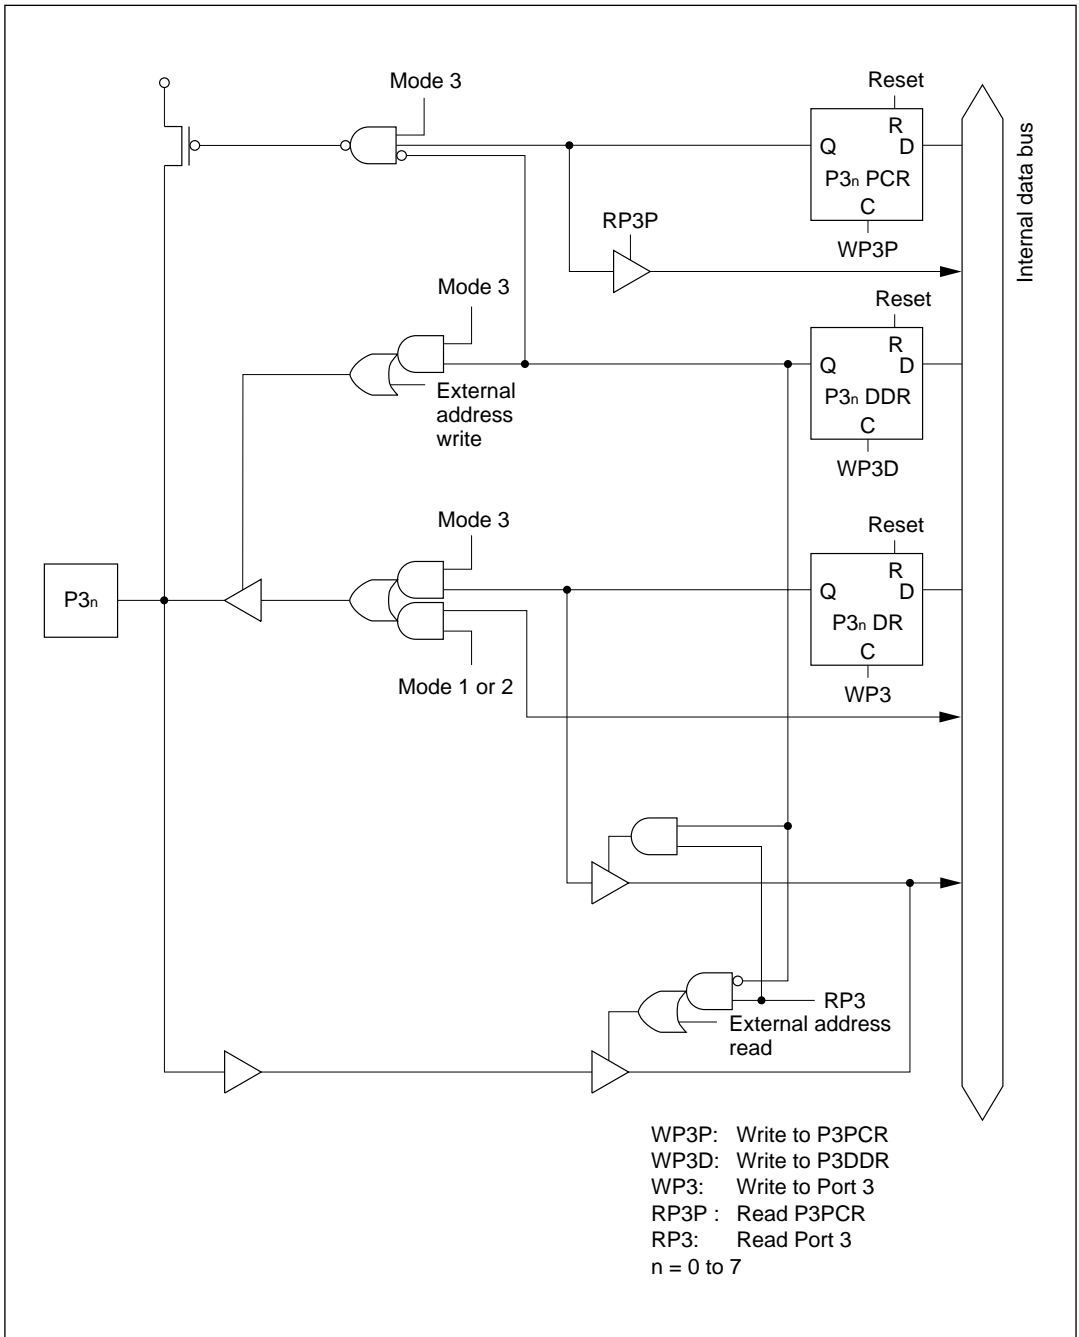 Mode 3
Reset
R
Q
D
P3n PCR
C
WP3P
Internal data bus
RP3P
Mode 3
Reset
R
Q
D
P3n DDR
C
WP3D
External
address
write
Mode 3
Reset
R
Q
D
P3n DR
C
WP3
P3n
Mode 1 or 2
RP3
External address
read
WP3P: Write to P3PCR
WP3D: Write to P3DDR
WP3: Write to Port 3
RP3P : Read P3PCR
RP3: Read Port 3
n = 0 to 7